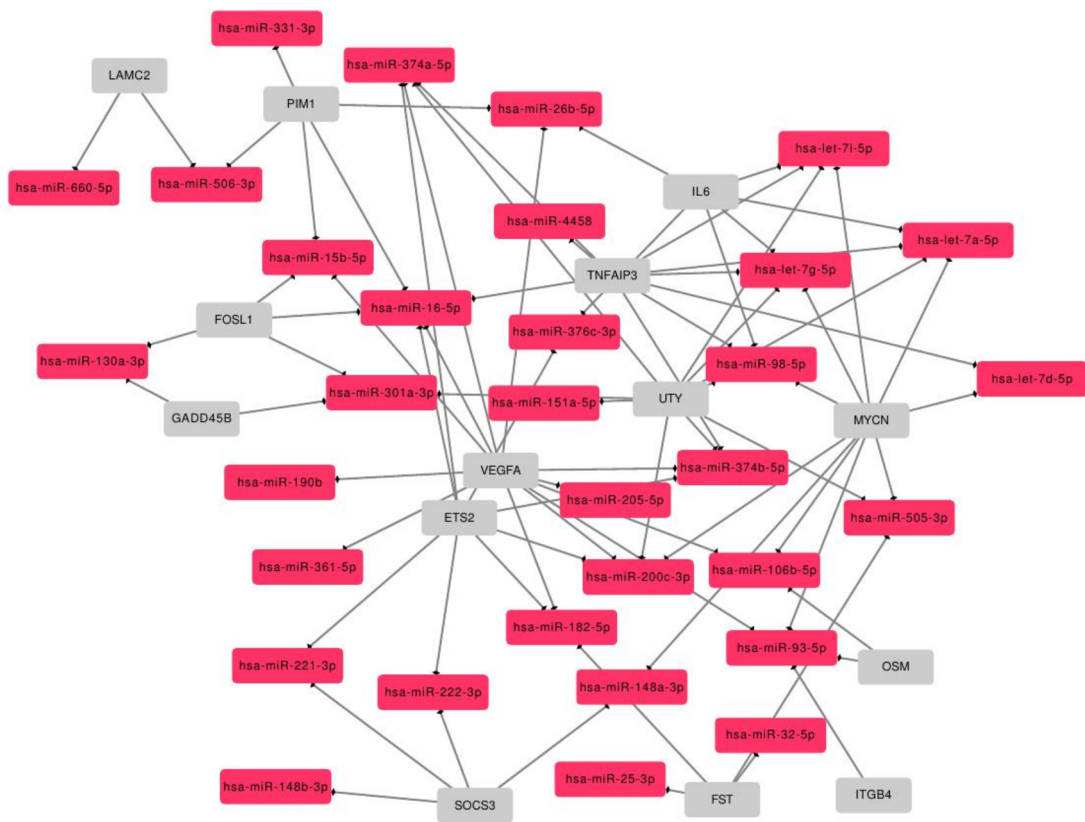 hsa-miR-331-3p
hsa-miR-374a-5p
LAMC2
PIM1
hsa-miR-26b-5p
hsa-let-7i-5p
hsa-miR-660-5p
hsa-miR-506-3p
IL6
hsa-miR-4458
hsa-let-7a-5p
hsa-miR-15b-5p
TNFAIP3
hsa-let-7g-5p
hsa-miR-16-5p
FOSL1
hsa-miR-376c-3p
hsa-miR-130a-3p
hsa-miR-98-5p
hsa-let-7d-5p
hsa-miR-301a-3p
hsa-miR-151a-5p
UTY
GADD45B
MYCN
VEGFA
hsa-miR-374b-5p
hsa-miR-190b
hsa-miR-205-5p
ETS2
hsa-miR-505-3p
hsa-miR-361-5p
hsa-miR-200c-3p
hsa-miR-106b-5p
hsa-miR-182-5p
hsa-miR-221-3p
hsa-miR-93-5p
OSM
hsa-miR-222-3p
hsa-miR-148a-3p
hsa-miR-32-5p
hsa-miR-25-3p
hsa-miR-148b-3p
SOCS3
FST
ITGB4